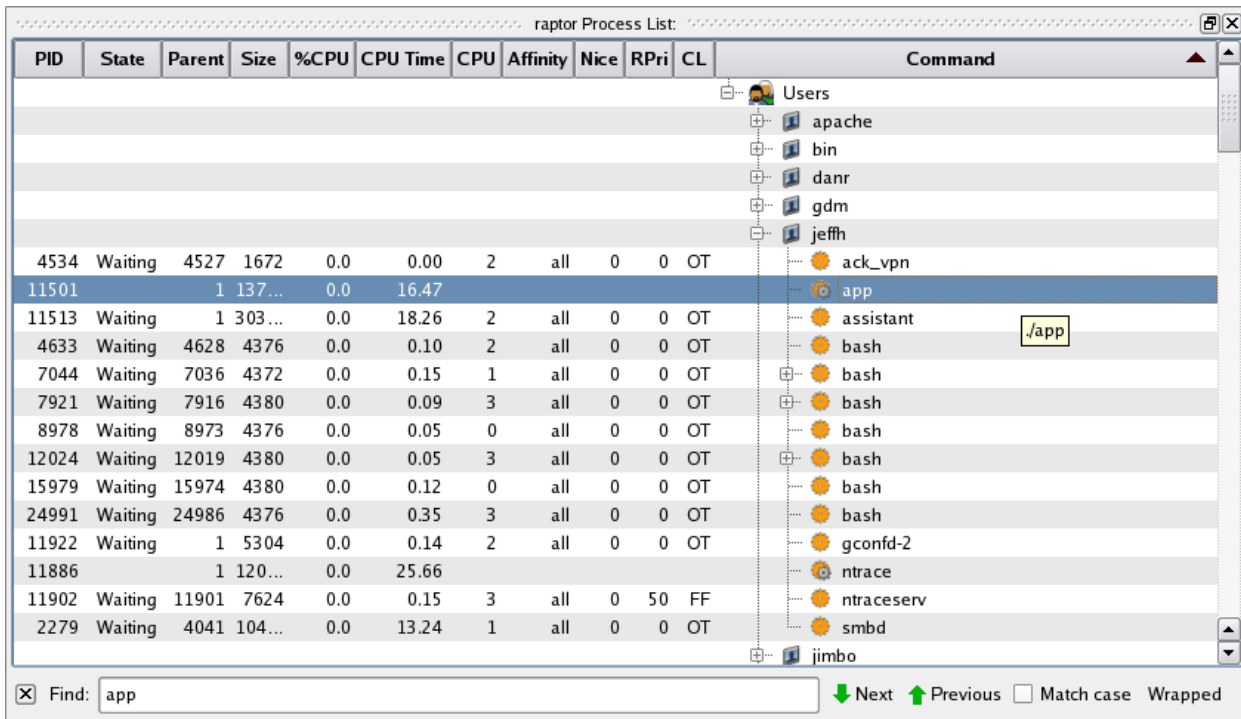 raptor Process List:
PID State Parent Size %CPU CPU Time CPU Affinity Nice RPri CL Command
Users
apache
bin
danr
gdm
jeffh
4534 Waiting 4527 1672 0.0 0.00 2 all 0 0 OT ack_vpn
11501 1 137... 0.0 16.47 app
11513 Waiting 1 303... 0.0 18.26 2 all 0 0 OT assistant
./app
4633 Waiting 4628 4376 0.0 0.10 2 all 0 0 OT bash
7044 Waiting 7036 4372 0.0 0.15 1 all 0 0 OT bash
7921 Waiting 7916 4380 0.0 0.09 3 all 0 0 OT bash
8978 Waiting 8973 4376 0.0 0.05 0 all 0 0 OT bash
12024 Waiting 12019 4380 0.0 0.05 3 all 0 0 OT bash
15979 Waiting 15974 4380 0.0 0.12 0 all 0 0 OT bash
24991 Waiting 24986 4376 0.0 0.35 3 all 0 0 OT bash
11922 Waiting 1 5304 0.0 0.14 2 all 0 0 OT gconfd-2
11886 1 120... 0.0 25.66 ntrace
11902 Waiting 11901 7624 0.0 0.15 3 all 0 50 FF ntraceserv
2279 Waiting 4041 104... 0.0 13.24 1 all 0 0 OT smbd
jimbo
Find: app Next Previous Match case Wrapped